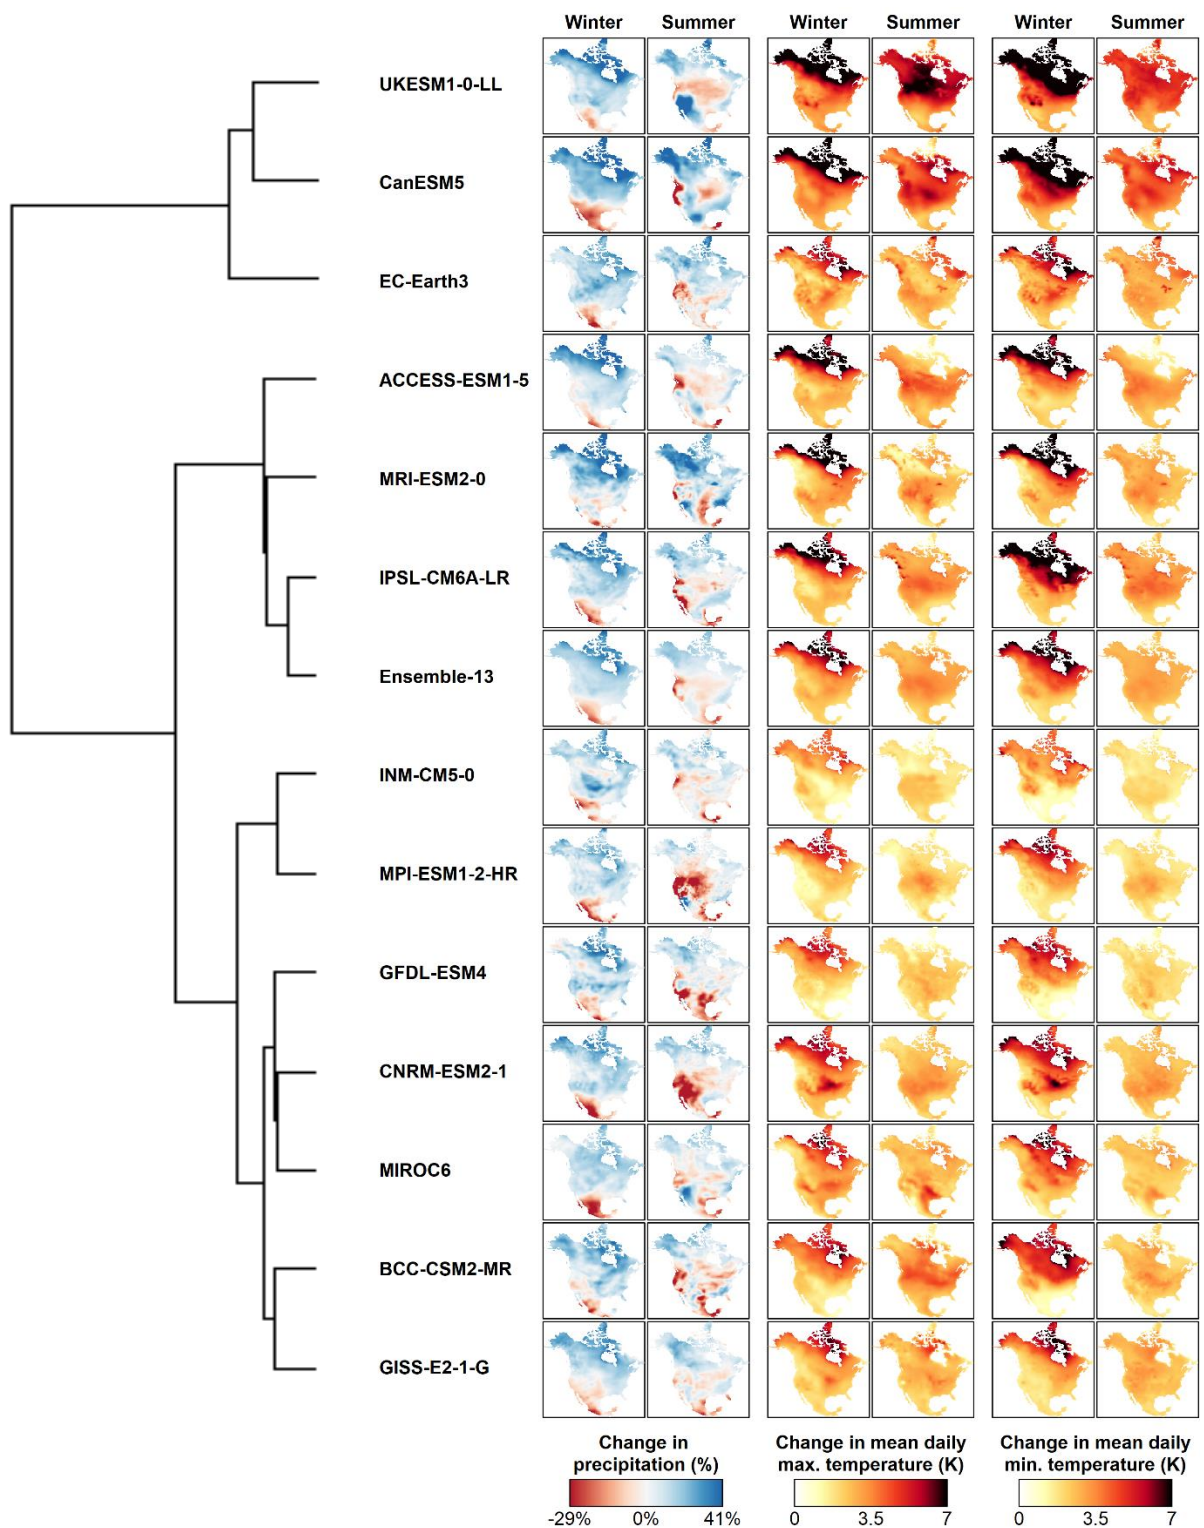 Winter Summer Winter Summer Winter Summer
UKESM1-0-LL
CanESM5
EC-Earth3
ACCESS-ESM1-5
MRI-ESM2-0
IPSL-CM6A-LR
Ensemble-13
INM-CM5-0
MPI-ESM1-2-HR
GFDL-ESM4
CNRM-ESM2-1
MIROC6
BCC-CSM2-MR
GISS-E2-1-G
Change in
precipitation (%)
-29% 0% 41%
Change in mean daily
max. temperature (K)
0 3.5 7
Change in mean daily
min. temperature (K)
0 3.5 7